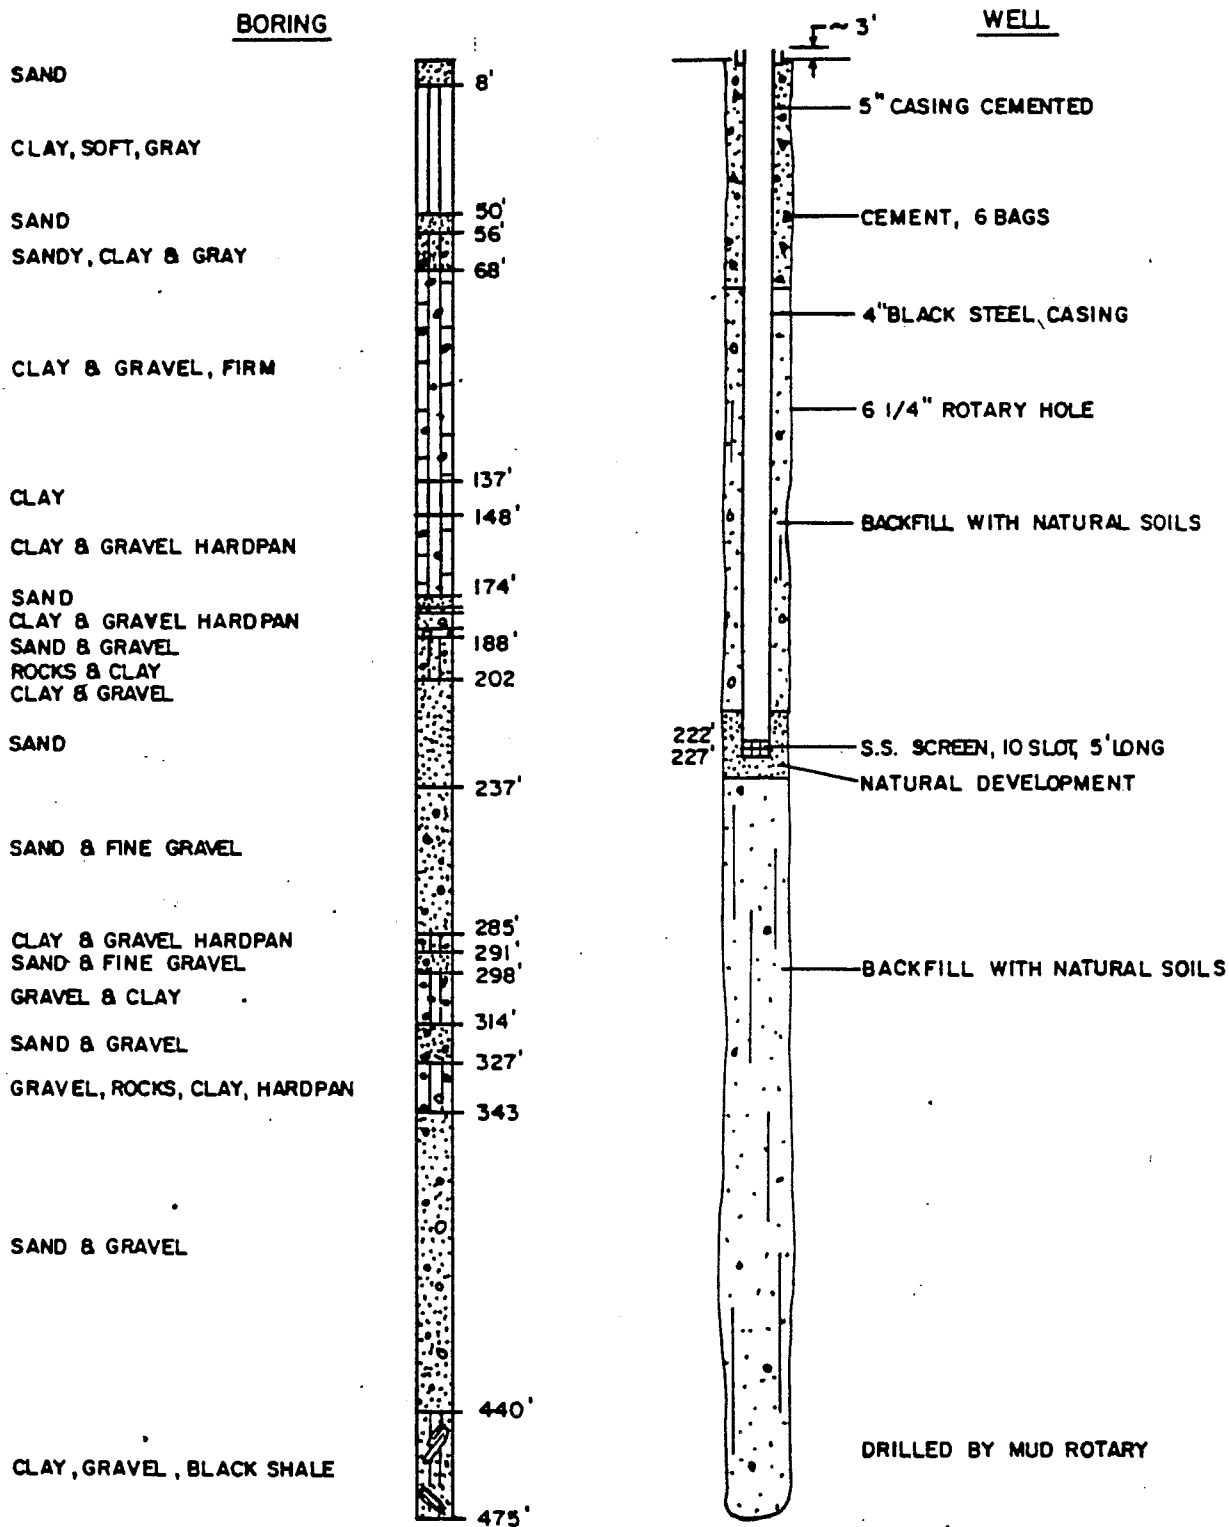 BORING
SAND
8'
CLAY, SOFT, GRAY
50'
SAND
56'
SANDY, CLAY & GRAY
68'
CLAY & GRAVEL, FIRM
137'
CLAY
148'
CLAY & GRAVEL HARDPAN
174'
SAND
CLAY & GRAVEL HARDPAN
188'
SAND & GRAVEL
ROCKS & CLAY
202
CLAY & GRAVEL
SAND
237'
SAND & FINE GRAVEL
285'
CLAY & GRAVEL HARDPAN
291'
SAND & FINE GRAVEL
298'
GRAVEL & CLAY
314'
SAND & GRAVEL
327'
GRAVEL, ROCKS, CLAY, HARDPAN
343
SAND & GRAVEL
440'
CLAY, GRAVEL, BLACK SHALE
475'
WELL
~3'
5" CASING CEMENTED
CEMENT, 6 BAGS
4" BLACK STEEL CASING
6 1/4" ROTARY HOLE
BACKFILL WITH NATURAL SOILS
222'
227'
S.S. SCREEN, 10 SLOT, 5' LONG
NATURAL DEVELOPMENT
BACKFILL WITH NATURAL SOILS
DRILLED BY MUD ROTARY